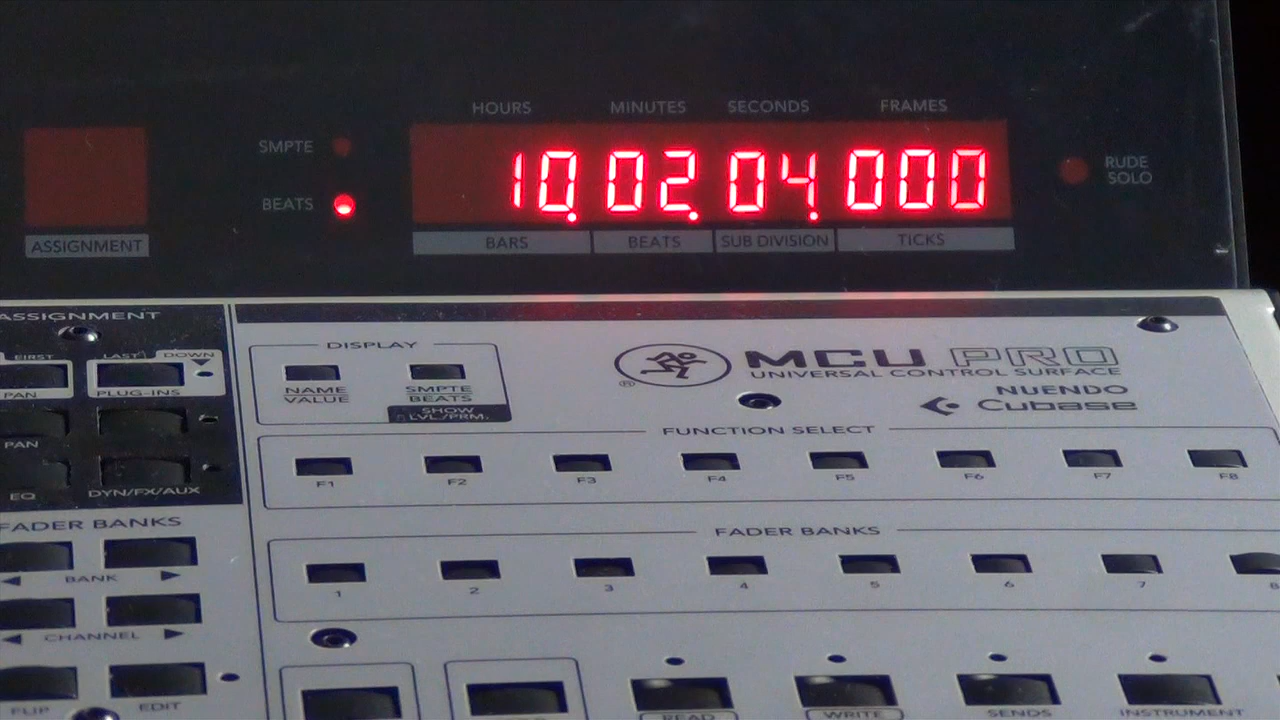 HOURS MINUTES SECONDS FRAMES
SMPTE
BEATS
10.02.04.000
RUDE
SOLO
ASSIGNMENT
BARS BEATS SUB DIVISION TICKS
ASSIGNMENT
FIRST LAST DOWN
PAN PLUG-INS
PAN
EQ DYN/FX/AUX
DISPLAY
NAME
VALUE
SMPTE
BEATS
SHOW
LVL./PRM.
® MCU PRO
UNIVERSAL CONTROL SURFACE
NUENDO
Cubase
FUNCTION SELECT
F1 F2 F3 F4 F5 F6 F7 F8
FADER BANKS
BANK
CHANNEL
FLIP EDIT
FADER BANKS
1 2 3 4 5 6 7 8
READ WRITE SENDS INSTRUMENT